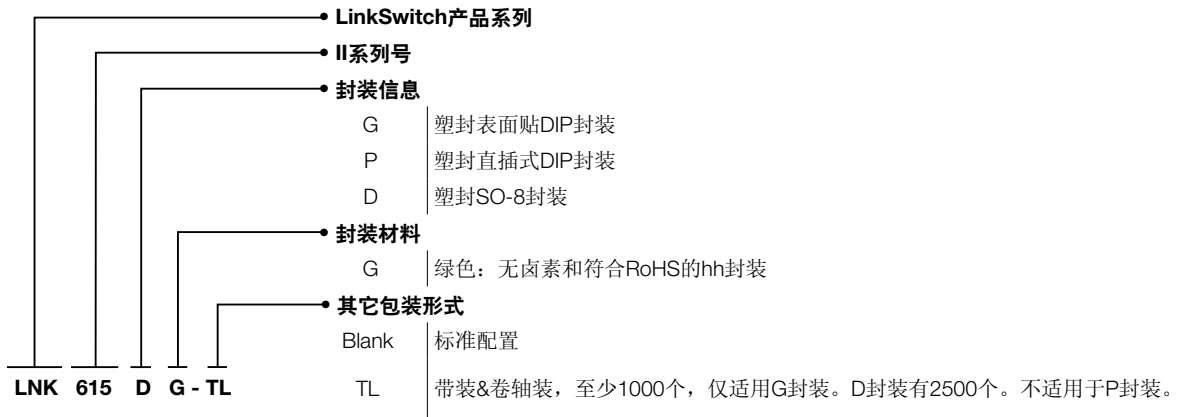 LinkSwitch产品系列
II系列号
封装信息
G 塑封表面贴DIP封装
P 塑封直插式DIP封装
D 塑封SO-8封装
封装材料
G 绿色：无卤素和符合RoHS的hh封装
其它包装形式
Blank 标准配置
LNK 615 D G - TL TL 带装&卷轴装，至少1000个，仅适用G封装。D封装有2500个。不适用于P封装。